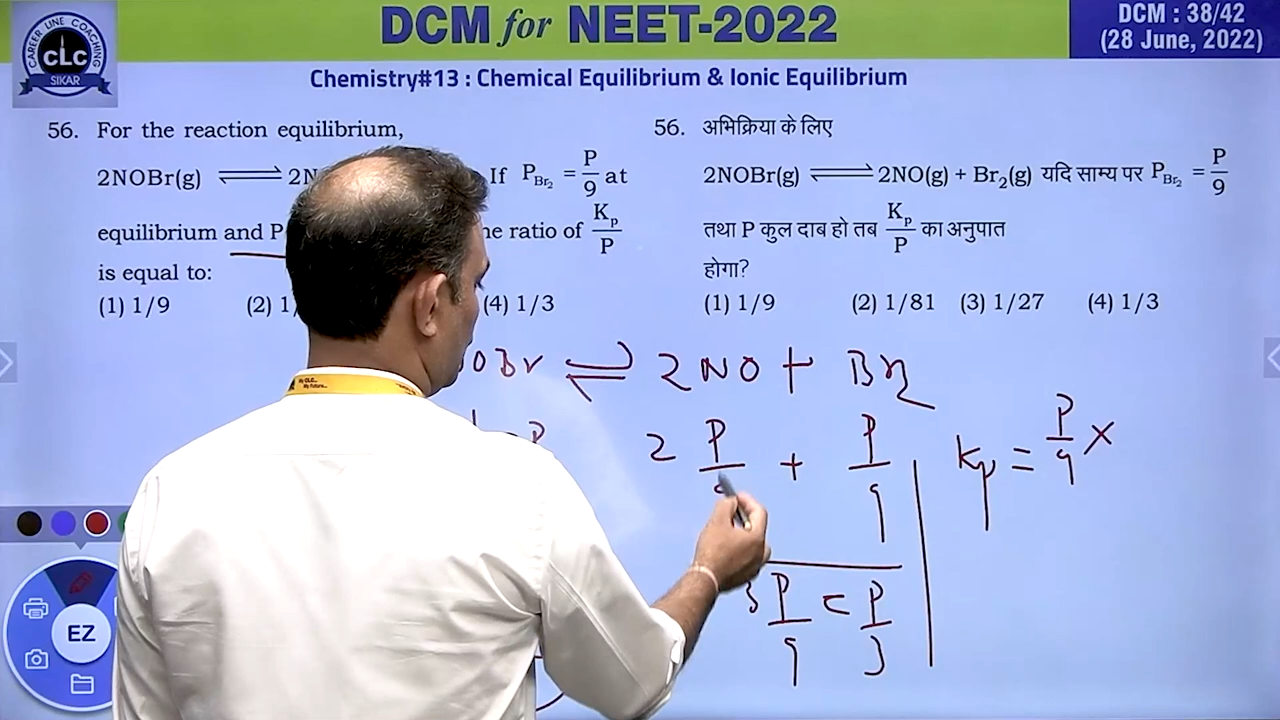 CAREER LINE COACHING
CLC
SIKAR
DCM for NEET-2022
DCM : 38/42
(28 June, 2022)
Chemistry#13 : Chemical Equilibrium & Ionic Equilibrium
56. For the reaction equilibrium,
2NOBr(g) ⇌ 2N If P_Br₂ = P/9 at
equilibrium and P ratio of K_p/P
is equal to:
(1) 1/9 (2) (4) 1/3
56. अभिक्रिया के लिए
2NOBr(g) ⇌ 2NO(g) + Br₂(g) यदि साम्य पर P_Br₂ = P/9
तथा P कुल दाब हो तब K_p/P का अनुपात
होगा?
(1) 1/9 (2) 1/81 (3) 1/27 (4) 1/3
OBr ⇌ 2NO + Br₂
2 P/9 + P/9
3P/9 = P/3
Kp = P/9 ×
EZ